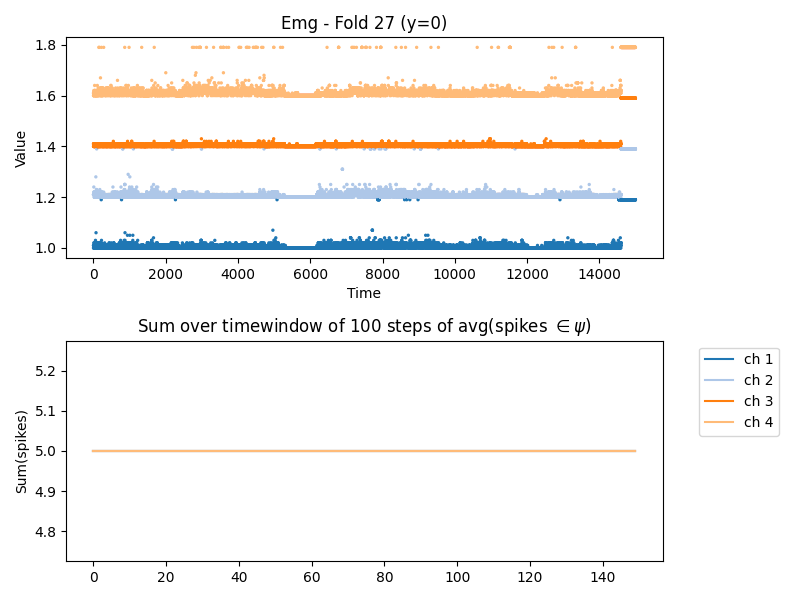 Emg - Fold 27 (y=0)
Value
1.8
1.6
1.4
1.2
1.0
0 2000 4000 6000 8000 10000 12000 14000
Time
Sum over timewindow of 100 steps of avg(spikes ∈ ψ)
Sum(spikes)
5.2
5.1
5.0
4.9
4.8
0 20 40 60 80 100 120 140
ch 1
ch 2
ch 3
ch 4